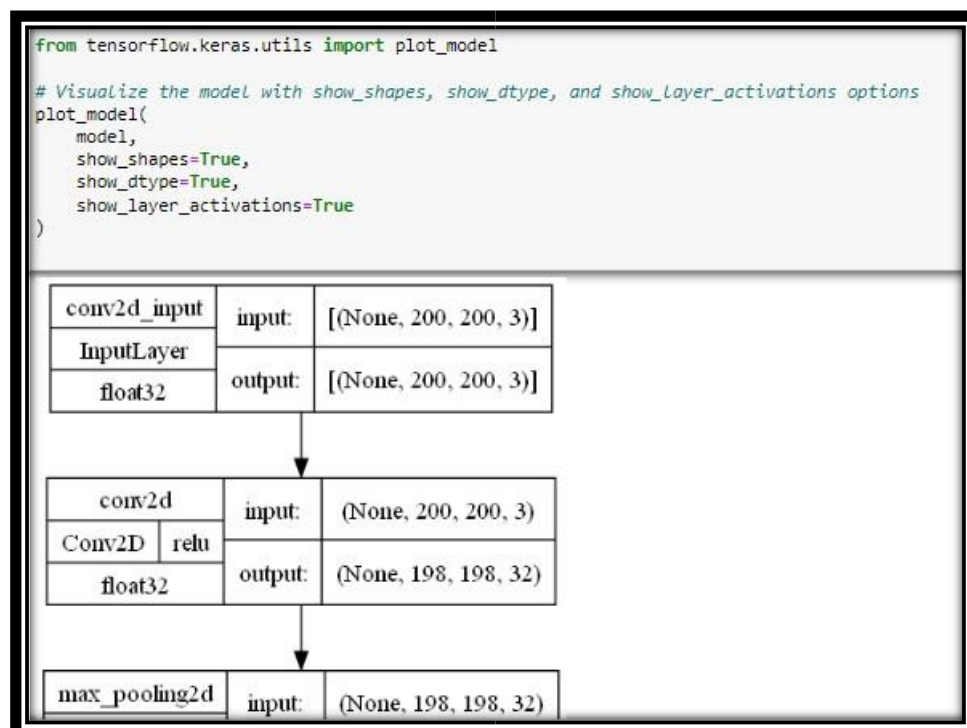 from tensorflow.keras.utils import plot_model
# Visualize the model with show_shapes, show_dtype, and show_layer_activations options
plot_model(
    model,
    show_shapes=True,
    show_dtype=True,
    show_layer_activations=True
)
conv2d_input
InputLayer
float32
input:
[(None, 200, 200, 3)]
output:
[(None, 200, 200, 3)]
conv2d
Conv2D
relu
float32
input:
(None, 200, 200, 3)
output:
(None, 198, 198, 32)
max_pooling2d
input:
(None, 198, 198, 32)